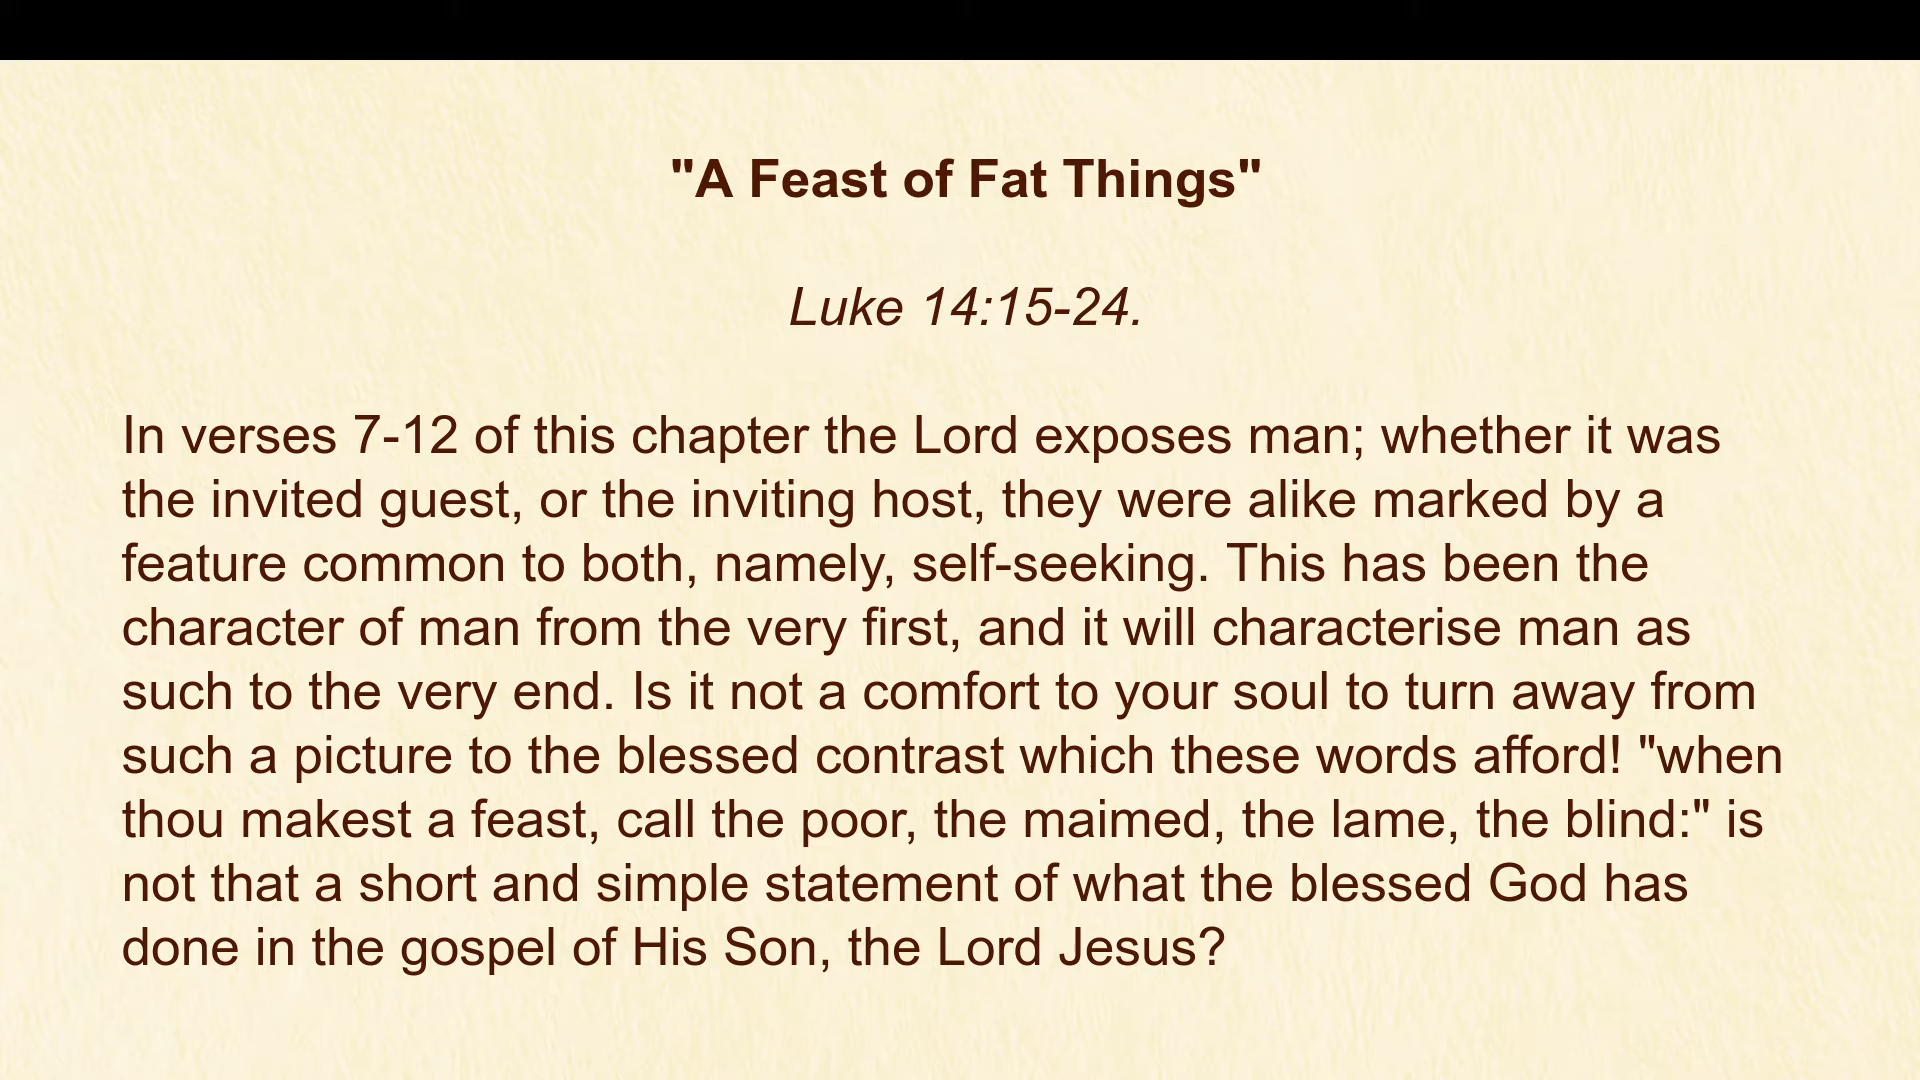 "A Feast of Fat Things"
Luke 14:15-24.
In verses 7-12 of this chapter the Lord exposes man; whether it was
the invited guest, or the inviting host, they were alike marked by a
feature common to both, namely, self-seeking. This has been the
character of man from the very first, and it will characterise man as
such to the very end. Is it not a comfort to your soul to turn away from
such a picture to the blessed contrast which these words afford! "when
thou makest a feast, call the poor, the maimed, the lame, the blind:" is
not that a short and simple statement of what the blessed God has
done in the gospel of His Son, the Lord Jesus?